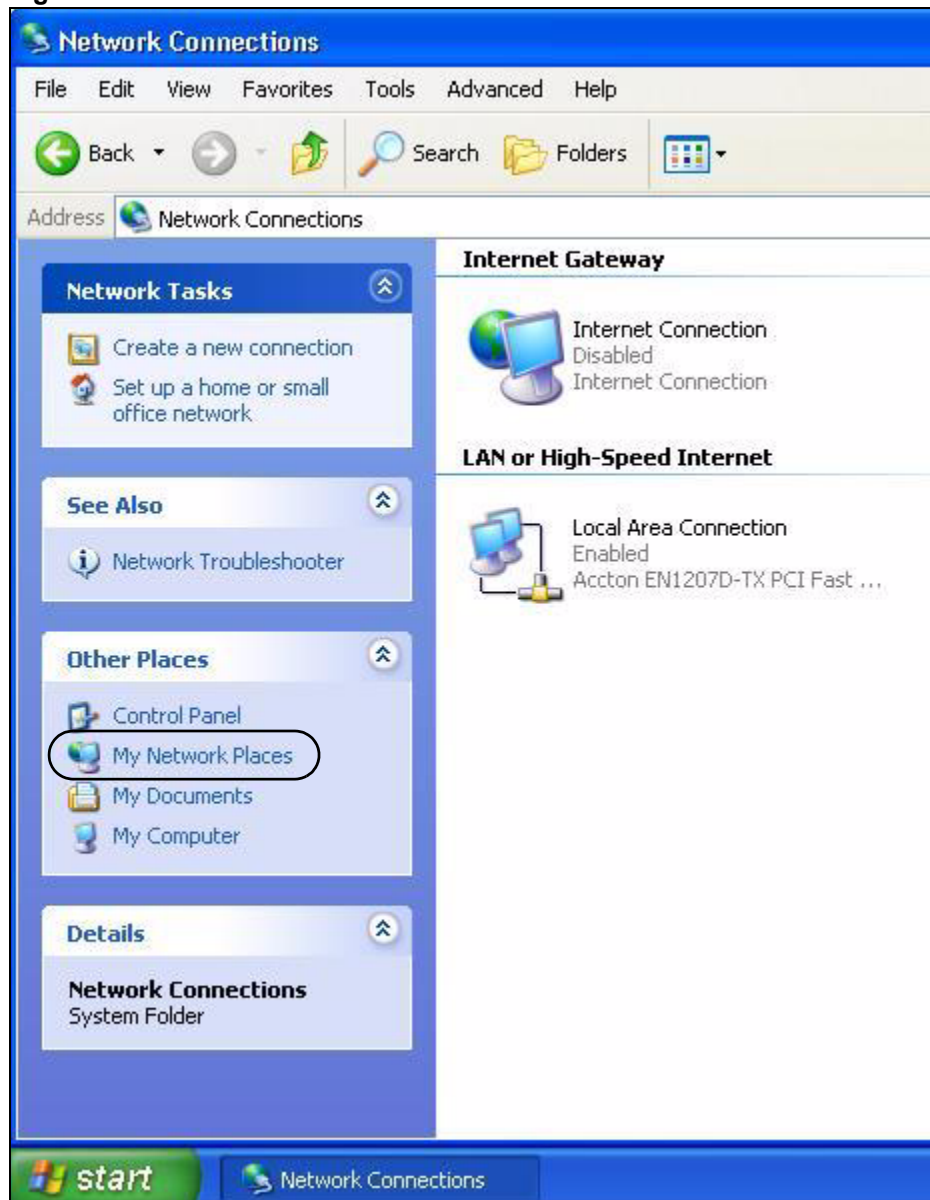 Network Connections
File Edit View Favorites Tools Advanced Help
Back Search Folders
Address Network Connections
Network Tasks
Create a new connection
Set up a home or small
office network
See Also
Network Troubleshooter
Other Places
Control Panel
My Network Places
My Documents
My Computer
Details
Network Connections
System Folder
Internet Gateway
Internet Connection
Disabled
Internet Connection
LAN or High-Speed Internet
Local Area Connection
Enabled
Accton EN1207D-TX PCI Fast ...
start Network Connections